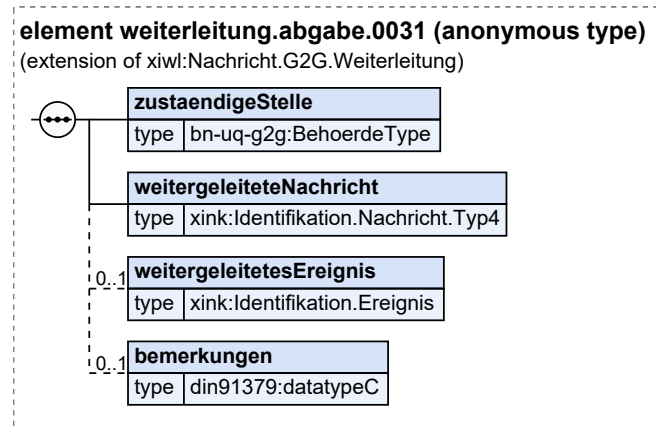 element weiterleitung.abgabe.0031 (anonymous type)
(extension of xiwl:Nachricht.G2G.Weiterleitung)
zustaendigeStelle
type bn-uq-g2g:BehoerdeType
weitergeleiteteNachricht
type xink:Identifikation.Nachricht.Typ4
0..1 weitergeleitetesEreignis
type xink:Identifikation.Ereignis
0..1 bemerkungen
type din91379:datatypeC